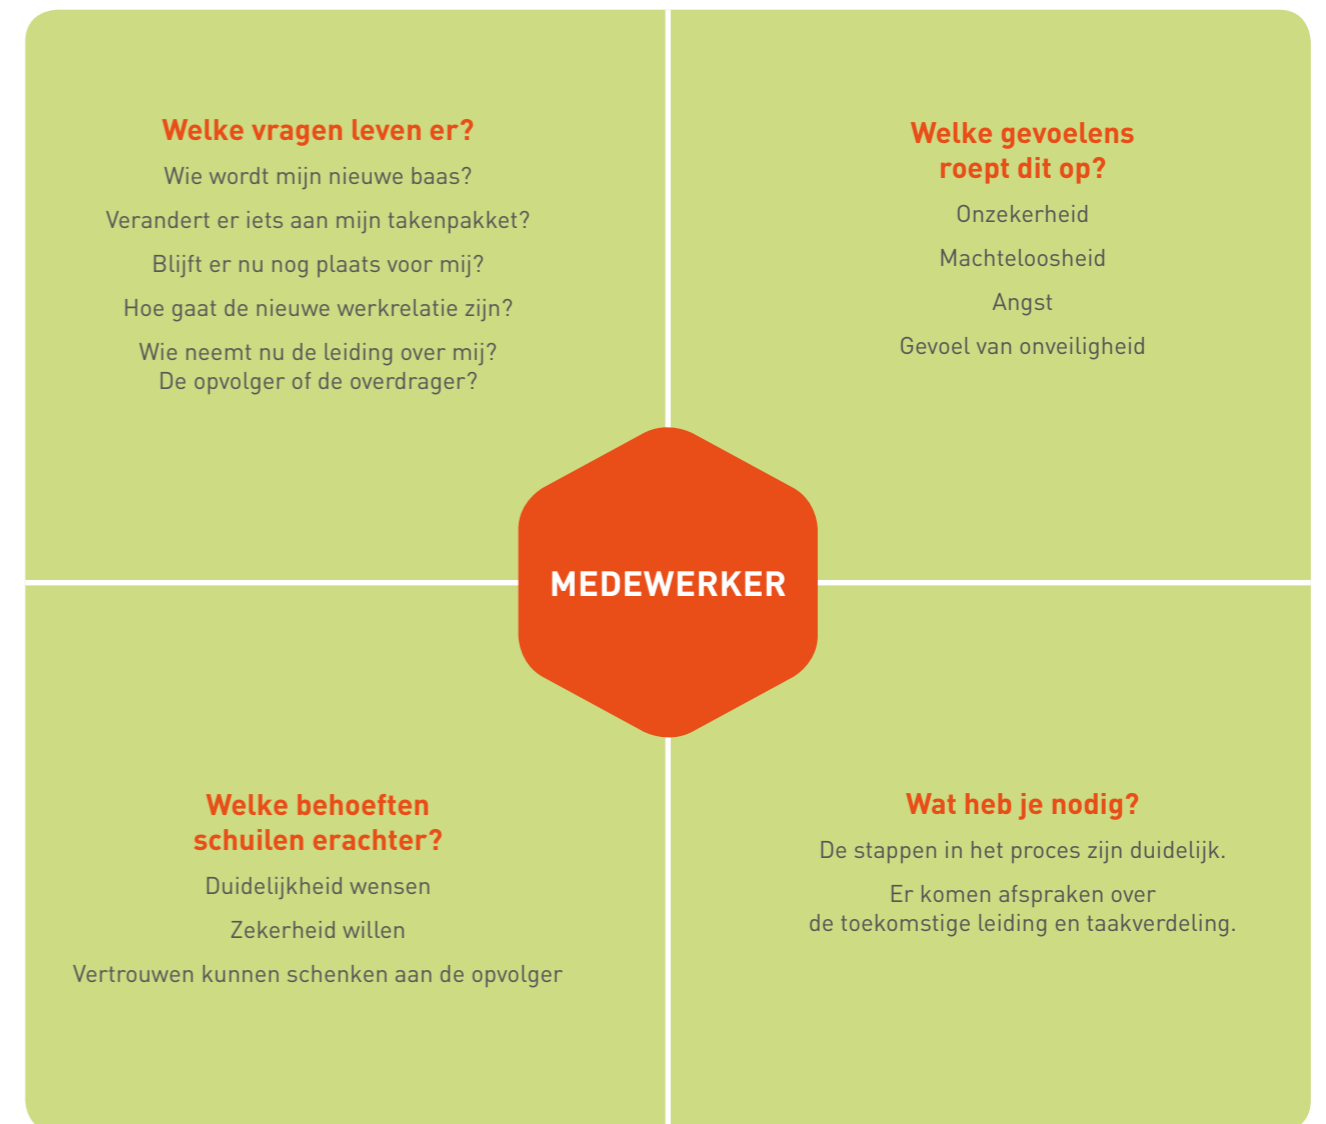 Welke vragen leven er?
Wie wordt mijn nieuwe baas?
Verandert er iets aan mijn takenpakket?
Blijft er nu nog plaats voor mij?
Hoe gaat de nieuwe werkrelatie zijn?
Wie neemt nu de leiding over mij?
De opvolger of de overdrager?
Welke gevoelens
roept dit op?
Onzekerheid
Machteloosheid
Angst
Gevoel van onveiligheid
MEDEWERKER
Welke behoeften
schuilen erachter?
Duidelijkheid wensen
Zekerheid willen
Vertrouwen kunnen schenken aan de opvolger
Wat heb je nodig?
De stappen in het proces zijn duidelijk.
Er komen afspraken over
de toekomstige leiding en taakverdeling.